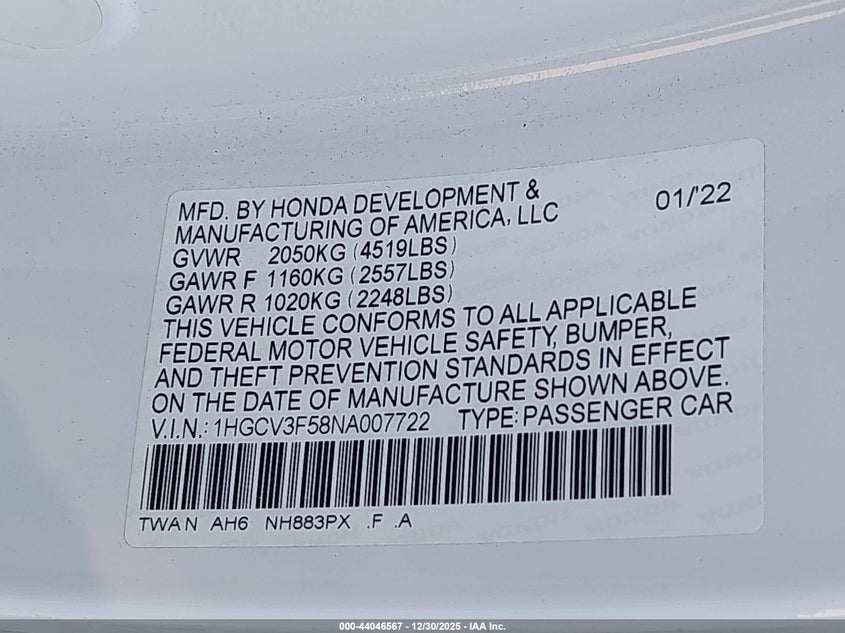 MFD. BY HONDA DEVELOPMENT &
MANUFACTURING OF AMERICA, LLC
01/'22
GVWR 2050KG (4519LBS)
GAWR F 1160KG (2557LBS)
GAWR R 1020KG (2248LBS)
THIS VEHICLE CONFORMS TO ALL APPLICABLE
FEDERAL MOTOR VEHICLE SAFETY, BUMPER,
AND THEFT PREVENTION STANDARDS IN EFFECT
ON THE DATE OF MANUFACTURE SHOWN ABOVE.
V.I.N.: 1HGCV3F58NA007722 TYPE: PASSENGER CAR
TWAN AH6 NH883PX .F .A
000-44046567 - 12/30/2025 - IAA Inc.